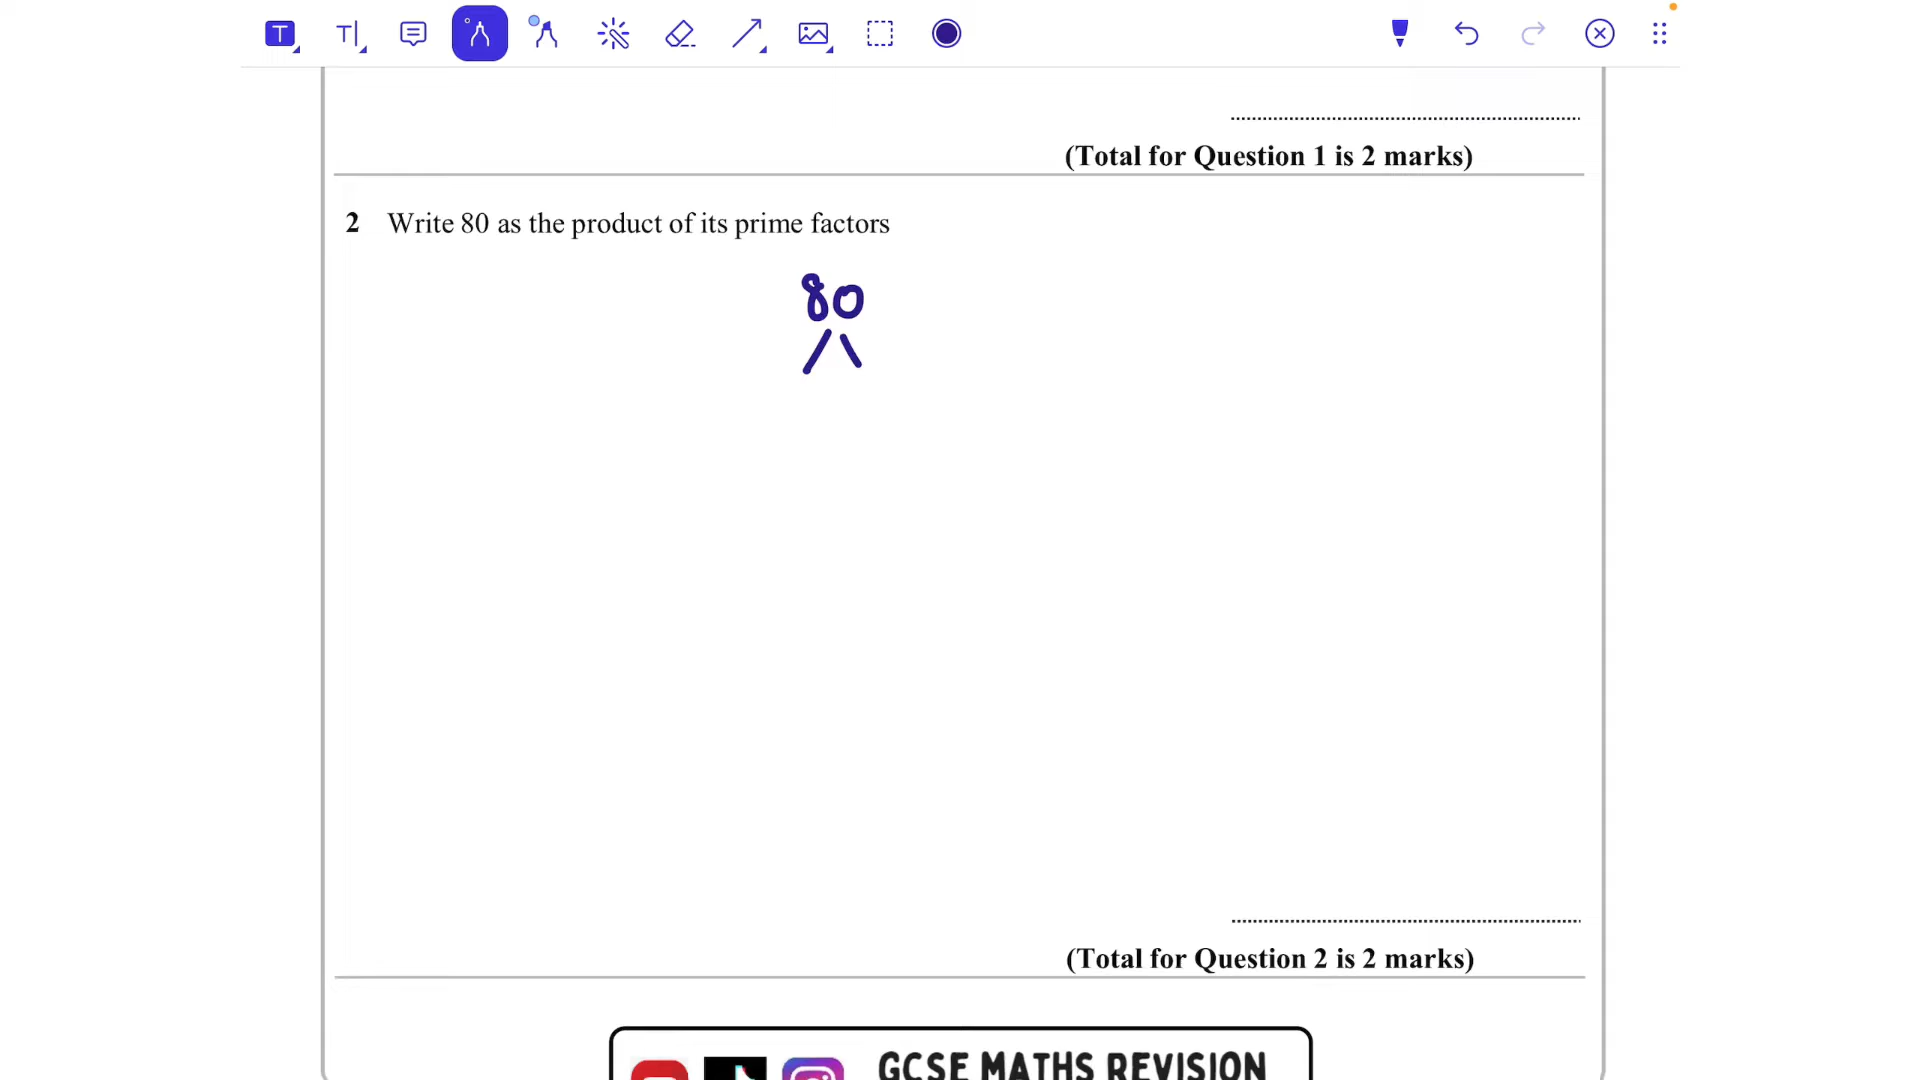 (Total for Question 1 is 2 marks)
2 Write 80 as the product of its prime factors
80
(Total for Question 2 is 2 marks)
GCSE MATHS REVISION